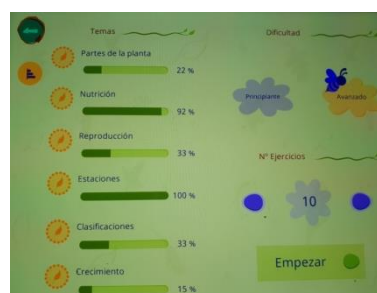 Temas
Partes de la planta
22 %
Nutrición
92 %
Reproducción
33 %
Estaciones
100 %
Clasificaciones
33 %
Crecimiento
15 %
Dificultad
Principiante
Avanzado
Nº Ejercicios
10
Empezar